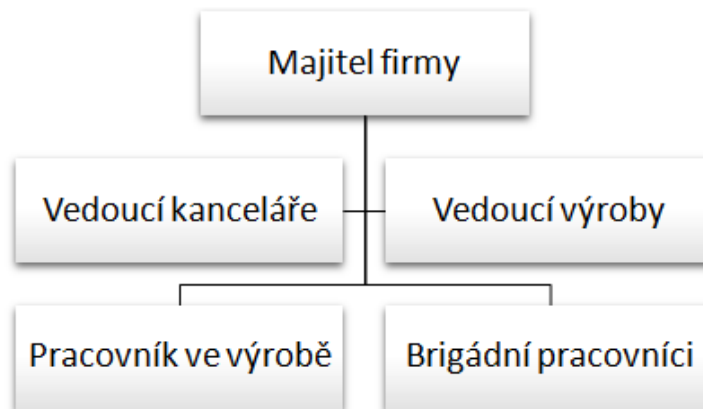 Majitel firmy
Vedoucí kanceláře
Vedoucí výroby
Pracovník ve výrobě
Brigádní pracovníci